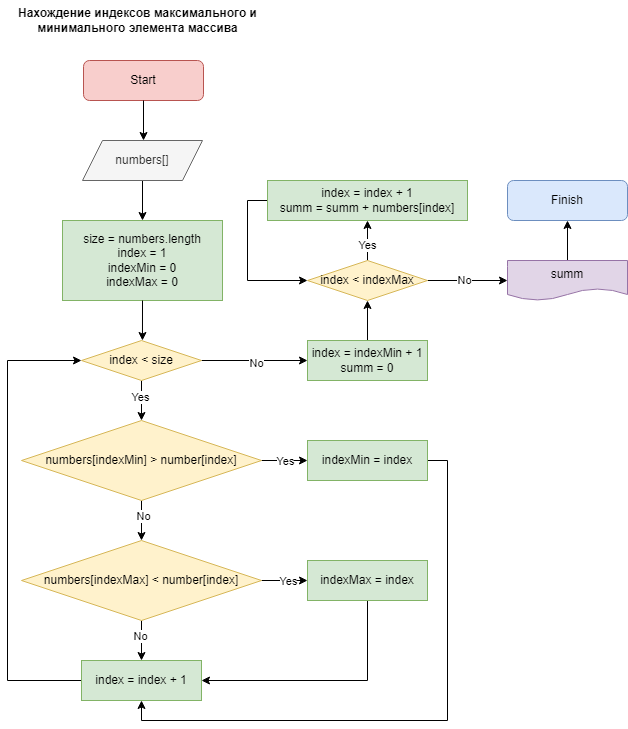 Нахождение индексов максимального и
минимального элемента массива
Start
numbers[]
size = numbers.length
index = 1
indexMin = 0
indexMax = 0
index < size
Yes
No
numbers[indexMin] > number[index]
Yes
No
indexMin = index
numbers[indexMax] < number[index]
Yes
No
indexMax = index
index = index + 1
index = indexMin + 1
summ = 0
index < indexMax
Yes
No
index = index + 1
summ = summ + numbers[index]
summ
Finish